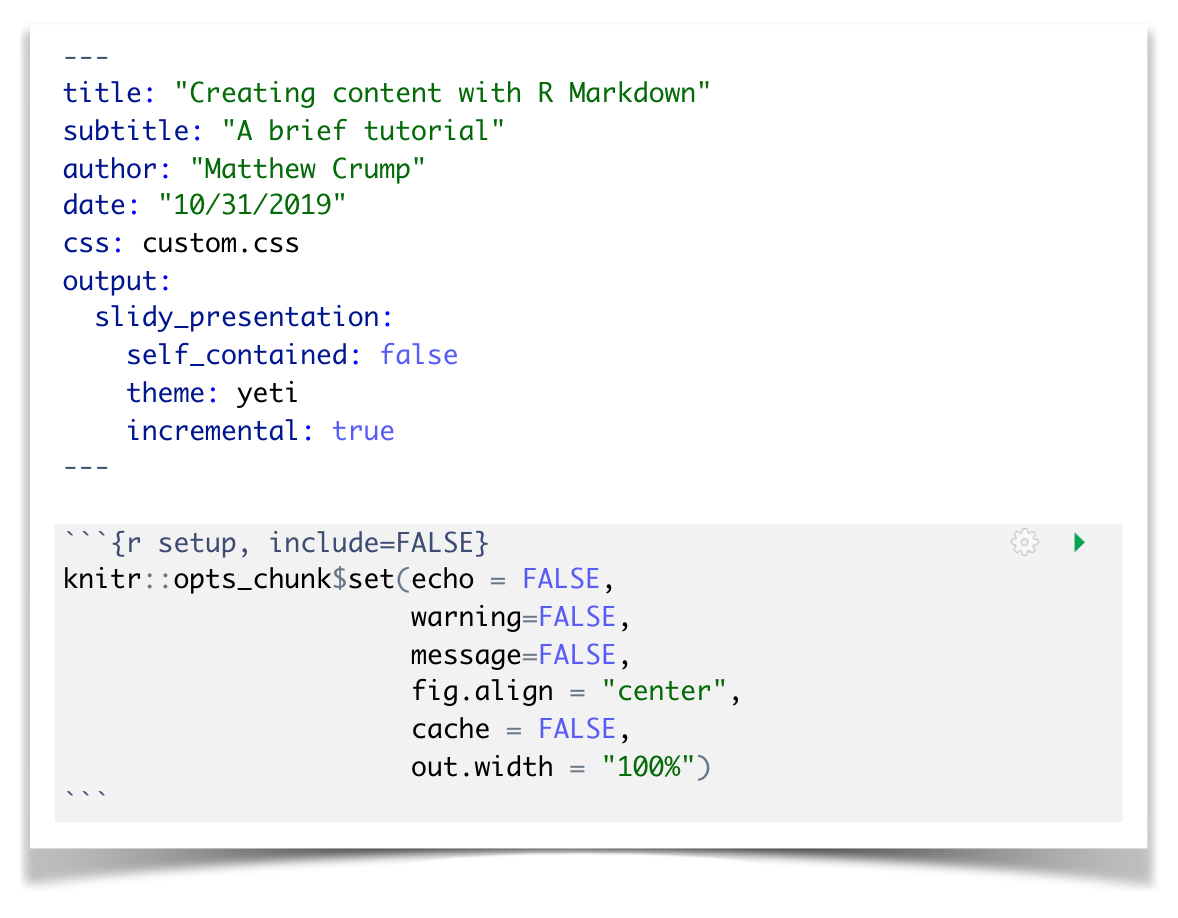 ---
title: "Creating content with R Markdown"
subtitle: "A brief tutorial"
author: "Matthew Crump"
date: "10/31/2019"
css: custom.css
output:
  slidy_presentation:
    self_contained: false
    theme: yeti
    incremental: true
---
```{r setup, include=FALSE}
knitr::opts_chunk$set(echo = FALSE,
                      warning=FALSE,
                      message=FALSE,
                      fig.align = "center",
                      cache = FALSE,
                      out.width = "100%")
```